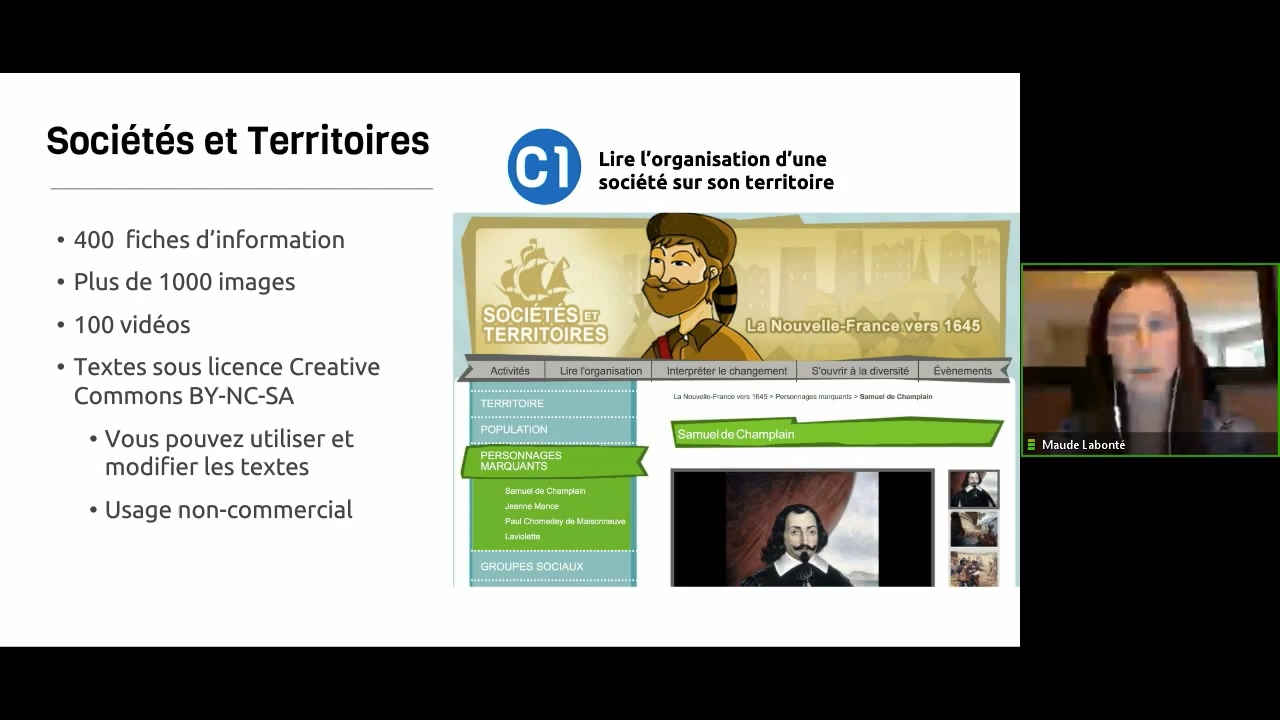 Sociétés et Territoires
• 400  fiches d’information
• Plus de 1000 images
• 100 vidéos
• Textes sous licence Creative
Commons BY-NC-SA
• Vous pouvez utiliser et
modifier les textes
• Usage non-commercial
C1
Lire l’organisation d’une
société sur son territoire
SOCIÉTÉS ET
TERRITOIRES
La Nouvelle-France vers 1645
Activités
Lire l'organisation
Interpréter le changement
S'ouvrir à la diversité
Évènements
TERRITOIRE
POPULATION
PERSONNAGES
MARQUANTS
Samuel de Champlain
Jeanne Mance
Paul Chomedey de Maisonneuve
Laviolette
GROUPES SOCIAUX
La Nouvelle-France vers 1645 > Personnages marquants > Samuel de Champlain
Samuel de Champlain
Maude Labonté